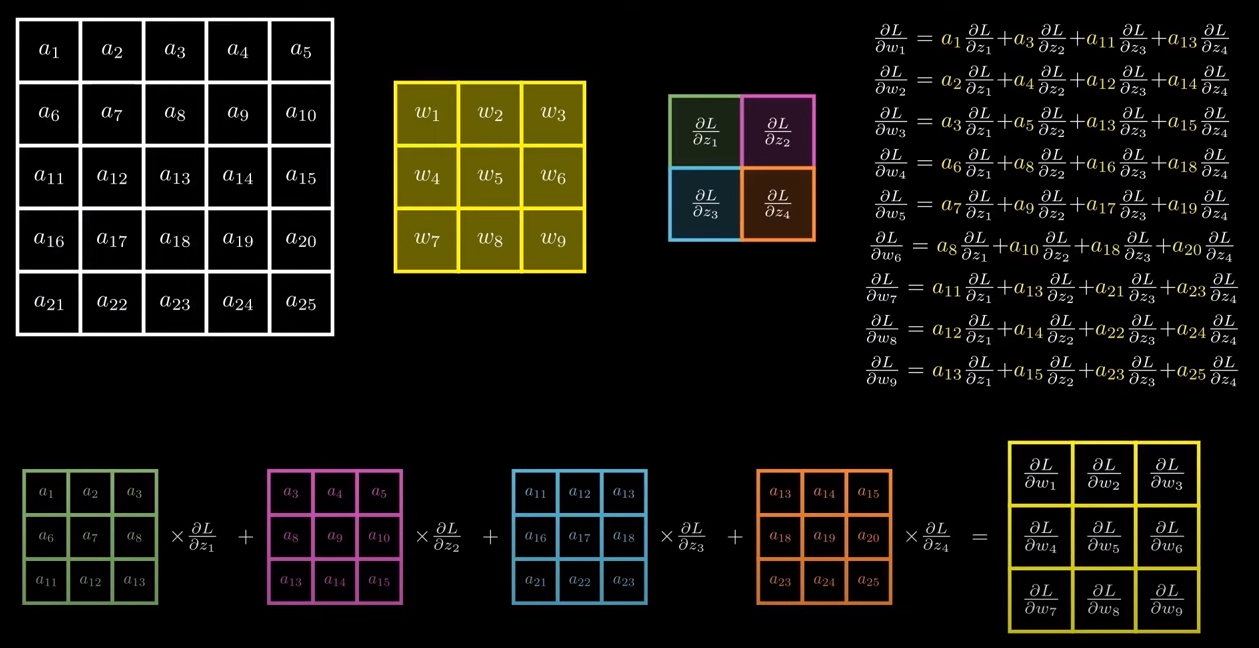 a₁ a₂ a₃ a₄ a₅
a₆ a₇ a₈ a₉ a₁₀
a₁₁ a₁₂ a₁₃ a₁₄ a₁₅
a₁₆ a₁₇ a₁₈ a₁₉ a₂₀
a₂₁ a₂₂ a₂₃ a₂₄ a₂₅
w₁ w₂ w₃
w₄ w₅ w₆
w₇ w₈ w₉
∂L/∂z₁ ∂L/∂z₂
∂L/∂z₃ ∂L/∂z₄
∂L/∂w₁ = a₁ ∂L/∂z₁ + a₃ ∂L/∂z₂ + a₁₁ ∂L/∂z₃ + a₁₃ ∂L/∂z₄
∂L/∂w₂ = a₂ ∂L/∂z₁ + a₄ ∂L/∂z₂ + a₁₂ ∂L/∂z₃ + a₁₄ ∂L/∂z₄
∂L/∂w₃ = a₃ ∂L/∂z₁ + a₅ ∂L/∂z₂ + a₁₃ ∂L/∂z₃ + a₁₅ ∂L/∂z₄
∂L/∂w₄ = a₆ ∂L/∂z₁ + a₈ ∂L/∂z₂ + a₁₆ ∂L/∂z₃ + a₁₈ ∂L/∂z₄
∂L/∂w₅ = a₇ ∂L/∂z₁ + a₉ ∂L/∂z₂ + a₁₇ ∂L/∂z₃ + a₁₉ ∂L/∂z₄
∂L/∂w₆ = a₈ ∂L/∂z₁ + a₁₀ ∂L/∂z₂ + a₁₈ ∂L/∂z₃ + a₂₀ ∂L/∂z₄
∂L/∂w₇ = a₁₁ ∂L/∂z₁ + a₁₃ ∂L/∂z₂ + a₂₁ ∂L/∂z₃ + a₂₃ ∂L/∂z₄
∂L/∂w₈ = a₁₂ ∂L/∂z₁ + a₁₄ ∂L/∂z₂ + a₂₂ ∂L/∂z₃ + a₂₄ ∂L/∂z₄
∂L/∂w₉ = a₁₃ ∂L/∂z₁ + a₁₅ ∂L/∂z₂ + a₂₃ ∂L/∂z₃ + a₂₅ ∂L/∂z₄
a₁ a₂ a₃
a₆ a₇ a₈
a₁₁ a₁₂ a₁₃
× ∂L/∂z₁ +
a₃ a₄ a₅
a₈ a₉ a₁₀
a₁₃ a₁₄ a₁₅
× ∂L/∂z₂ +
a₁₁ a₁₂ a₁₃
a₁₆ a₁₇ a₁₈
a₂₁ a₂₂ a₂₃
× ∂L/∂z₃ +
a₁₃ a₁₄ a₁₅
a₁₈ a₁₉ a₂₀
a₂₃ a₂₄ a₂₅
× ∂L/∂z₄ =
∂L/∂w₁ ∂L/∂w₂ ∂L/∂w₃
∂L/∂w₄ ∂L/∂w₅ ∂L/∂w₆
∂L/∂w₇ ∂L/∂w₈ ∂L/∂w₉